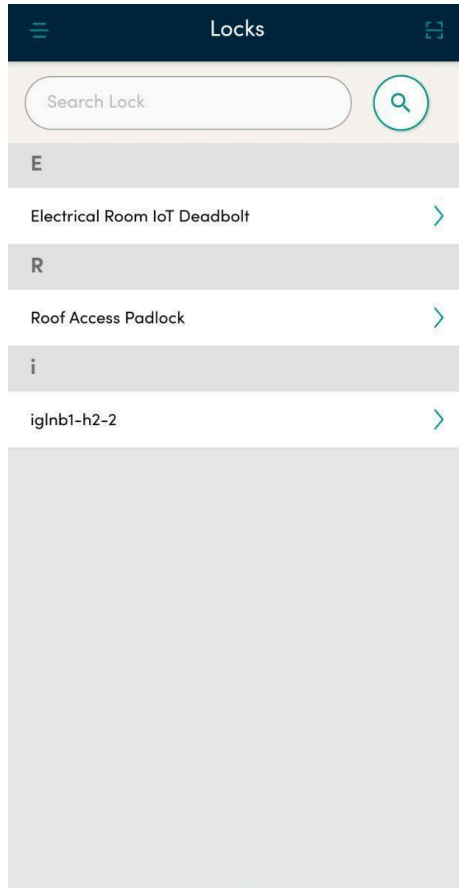 Locks
Search Lock
E
Electrical Room IoT Deadbolt
R
Roof Access Padlock
i
iglnb1-h2-2